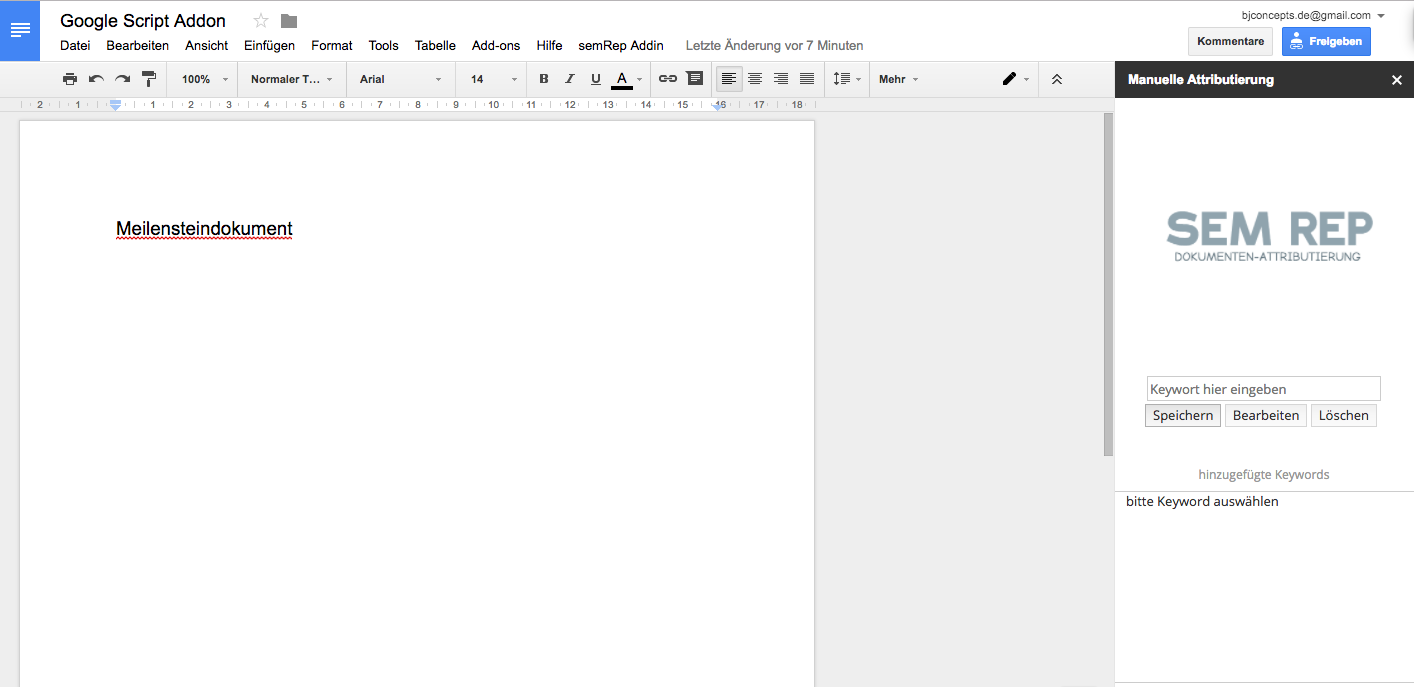 Google Script Addon
bjconcepts.de@gmail.com
Datei Bearbeiten Ansicht Einfügen Format Tools Tabelle Add-ons Hilfe semRep Addin Letzte Änderung vor 7 Minuten
Kommentare Freigeben
100% Normaler T... Arial 14 B I U A Mehr
Manuelle Attributierung
2 1 1 2 3 4 5 6 7 8 9 10 11 12 13 14 15 16 17 18
Meilensteindokument
SEM REP
DOKUMENTEN-ATTRIBUTIERUNG
Keywort hier eingeben
Speichern Bearbeiten Löschen
hinzugefügte Keywords
bitte Keyword auswählen